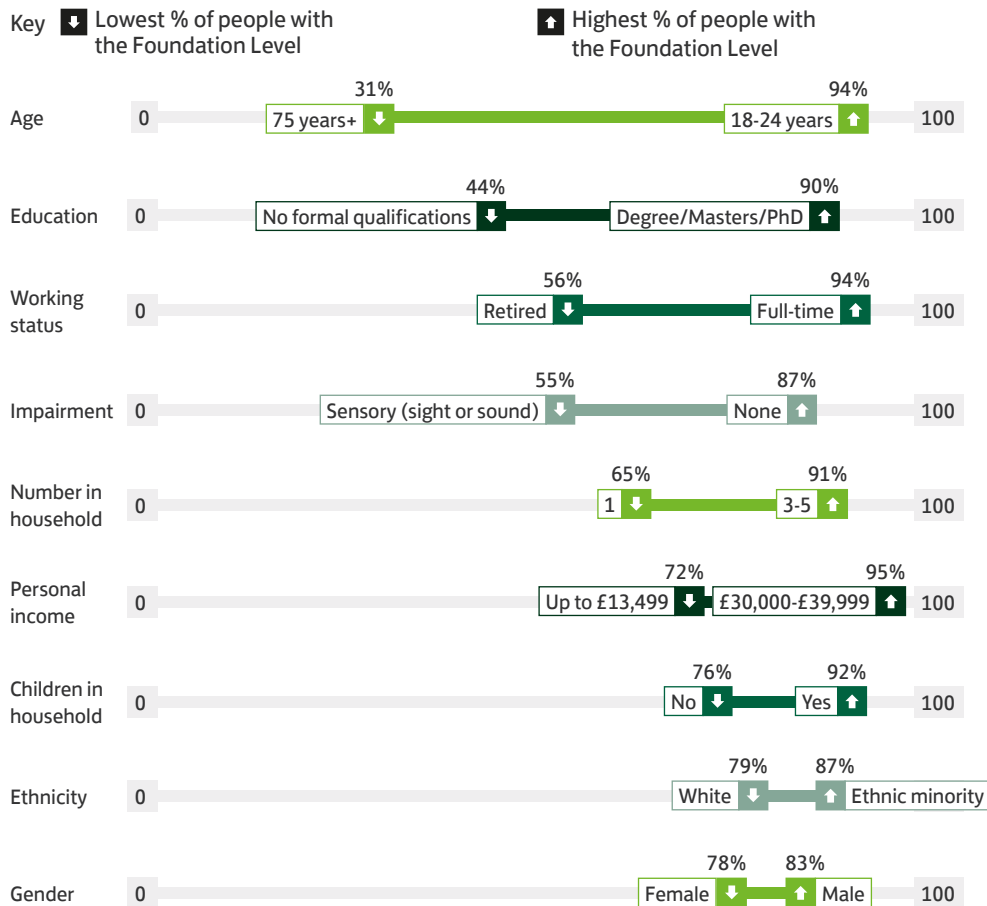 Key Lowest % of people with
the Foundation Level
Highest % of people with
the Foundation Level
31% 94%
Age 0 75 years+ 18-24 years 100
44% 90%
Education 0 No formal qualifications Degree/Masters/PhD 100
56% 94%
Working
status
0 Retired Full-time 100
55% 87%
Impairment 0 Sensory (sight or sound) None 100
65% 91%
Number in
household
0 1 3-5 100
72% 95%
Personal
income
0 Up to £13,499 £30,000-£39,999 100
76% 92%
Children in
household
0 No Yes 100
79% 87%
Ethnicity 0 White Ethnic minority
78% 83%
Gender 0 Female Male 100